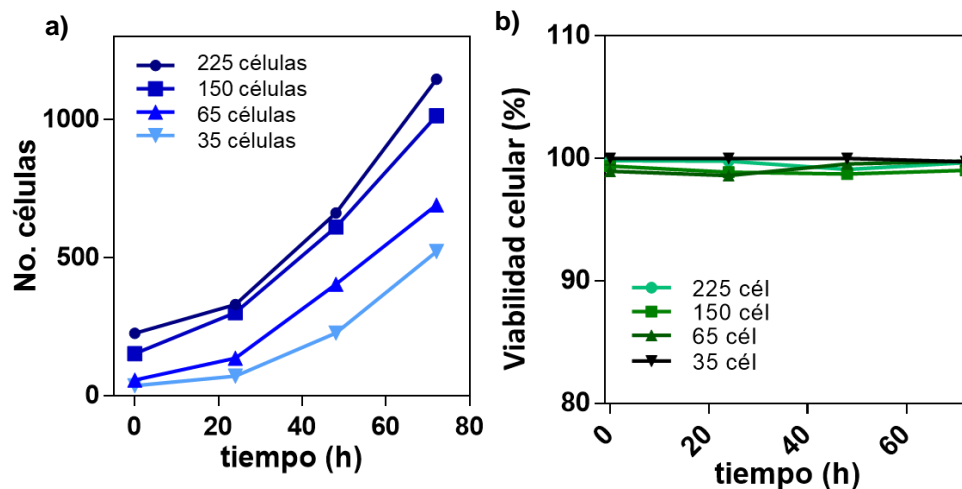 a)
225 células
150 células
65 células
35 células
1000
500
0
No. células
0 20 40 60 80
tiempo (h)
b)
110
100
90
80
Viabilidad celular (%)
225 cél
150 cél
65 cél
35 cél
0 20 40 60
tiempo (h)